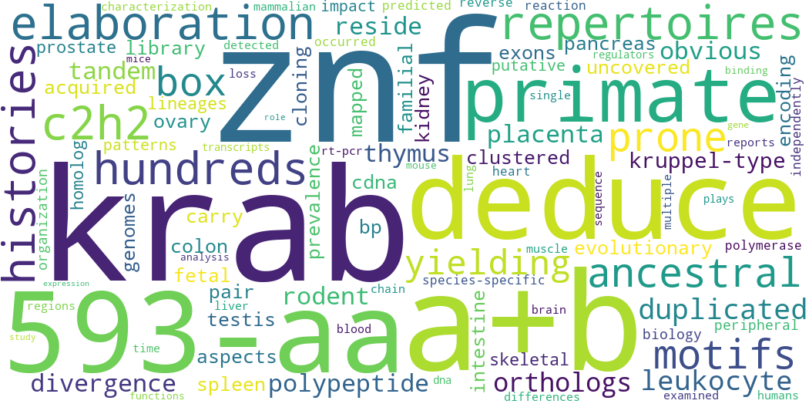 characterization mammalian impact predicted reverse reaction
elaboration znf repertoires
prostate library detected occurred reside exons pancreas obvious
mice putative uncovered regulators binding
tandem box loss cloning mapped familial kidney primate single encoding independently
acquired
histories c2h2 lineages ovary role placenta prone gene
patterns transcripts rt-pcr thymus clustered kruppel-type reports
homolog hundreds prevalence cdna mouse lung heart sequence multiple plays
organization genomes krab carry bp deduce
colon analysis fetal yielding muscle evolutionary polymerase
expression pair rodent chain species-specific ancestral
regions liver 593-aa a+b duplicated
testis blood intestine brain biology peripheral
study time aspects skeletal motifs
divergence spleen polypeptide dna orthologs leukocyte
functions differences examined humans